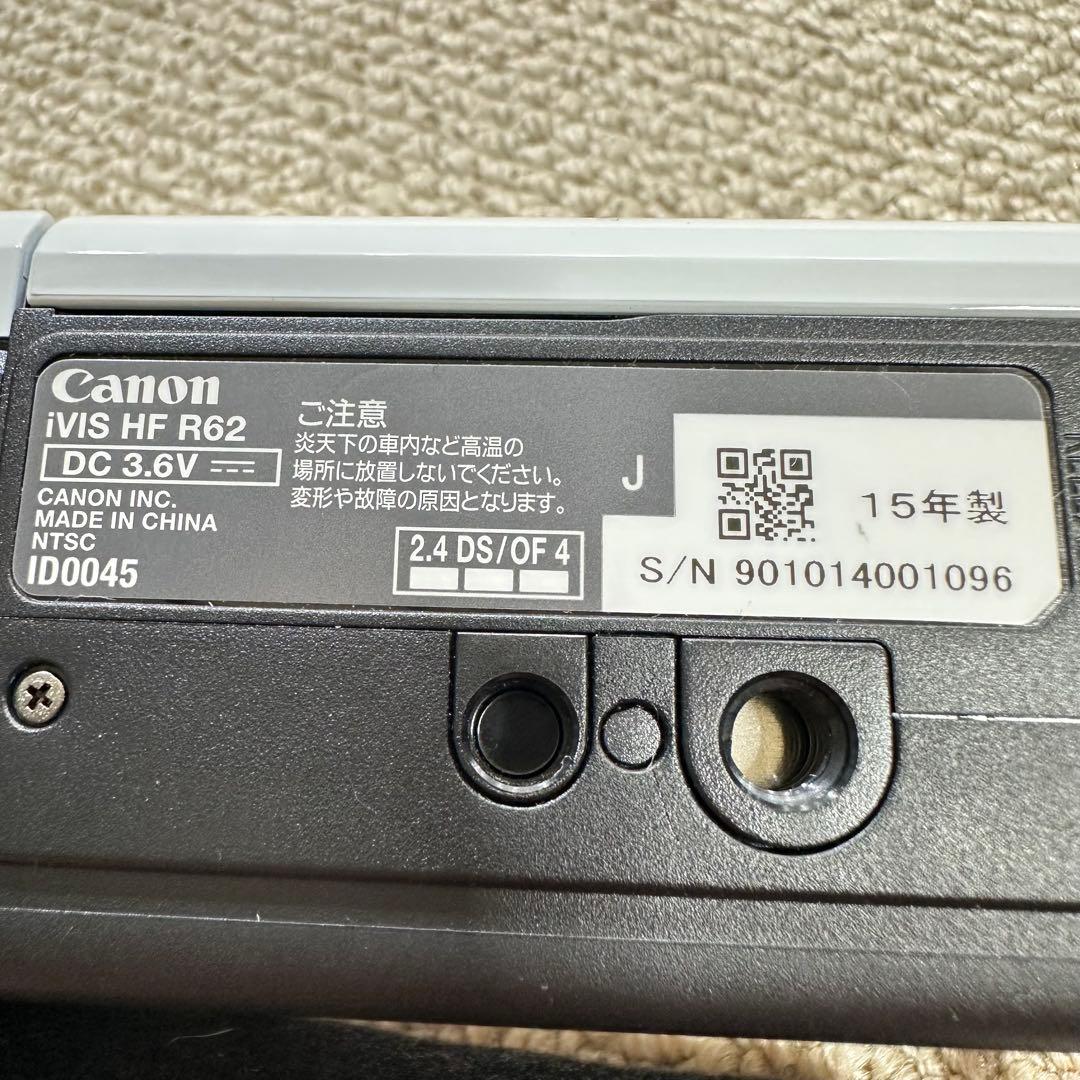 Canon
iVIS HF R62
DC 3.6V
CANON INC.
MADE IN CHINA
NTSC
ID0045
ご注意
炎天下の車内など高温の
場所に放置しないでください。
変形や故障の原因となります。
2.4 DS/OF 4
J
15年製
S/N 901014001096